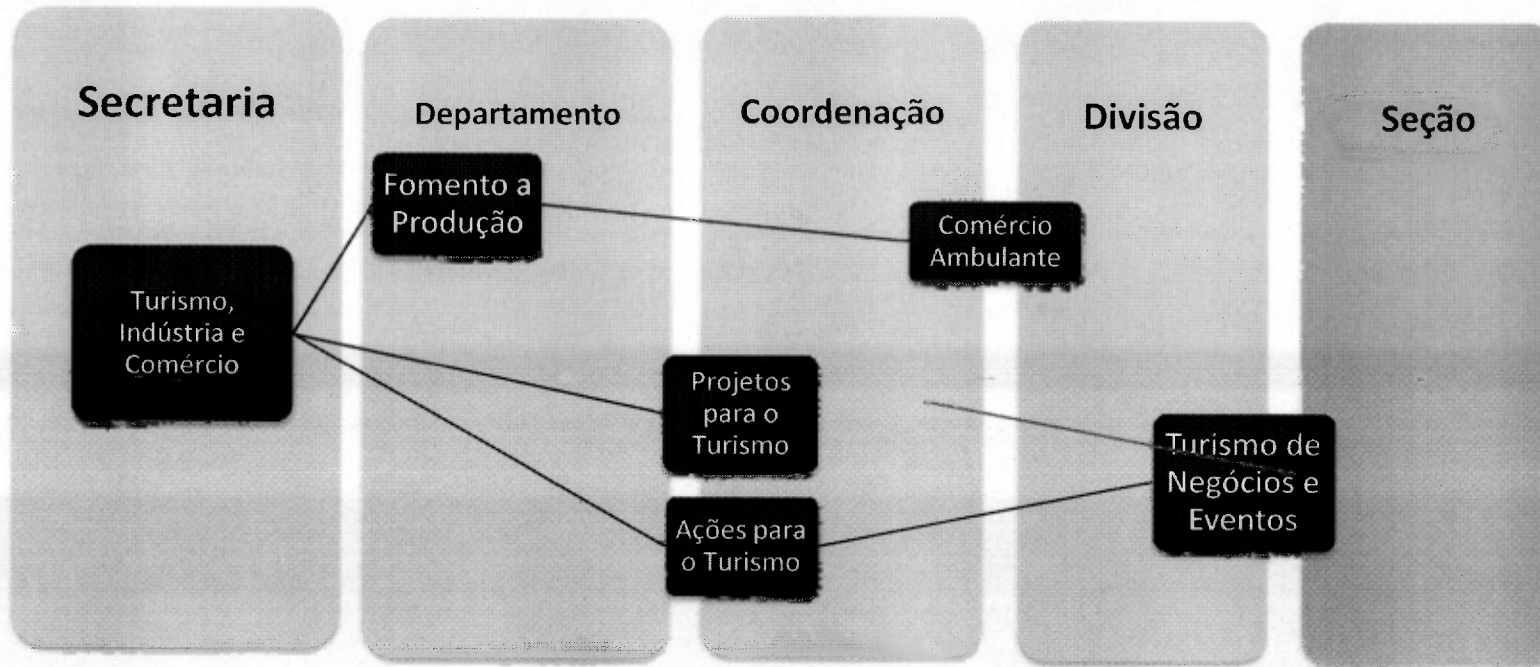 Secretaria
Departamento
Coordenação
Divisão
Seção
Fomento a
Produção
Comércio
Ambulante
Turismo,
Indústria e
Comércio
Projetos
para o
Turismo
Turismo de
Negócios e
Eventos
Ações para
o Turismo